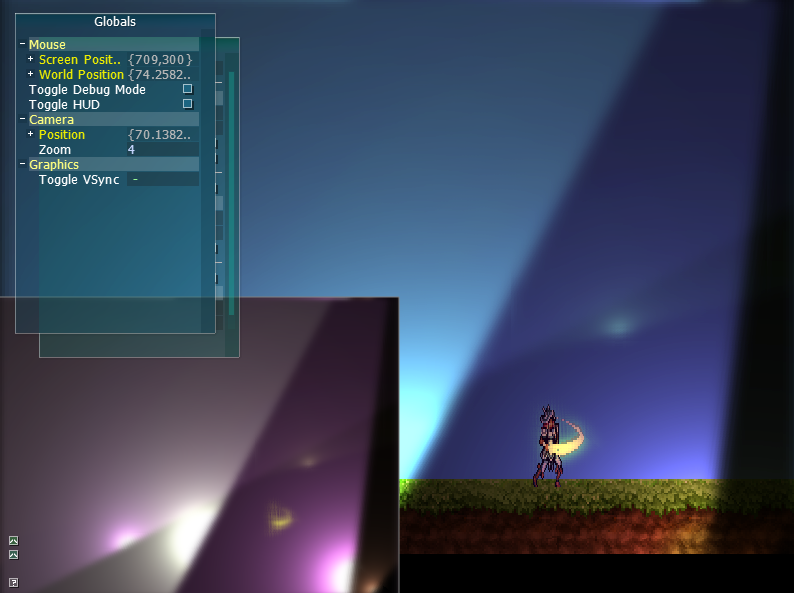 Globals
Mouse
Screen Posit.. {709,300}
World Position {74.2582..
Toggle Debug Mode
Toggle HUD
Camera
Position {70.1382..
Zoom 4
Graphics
Toggle VSync -
?